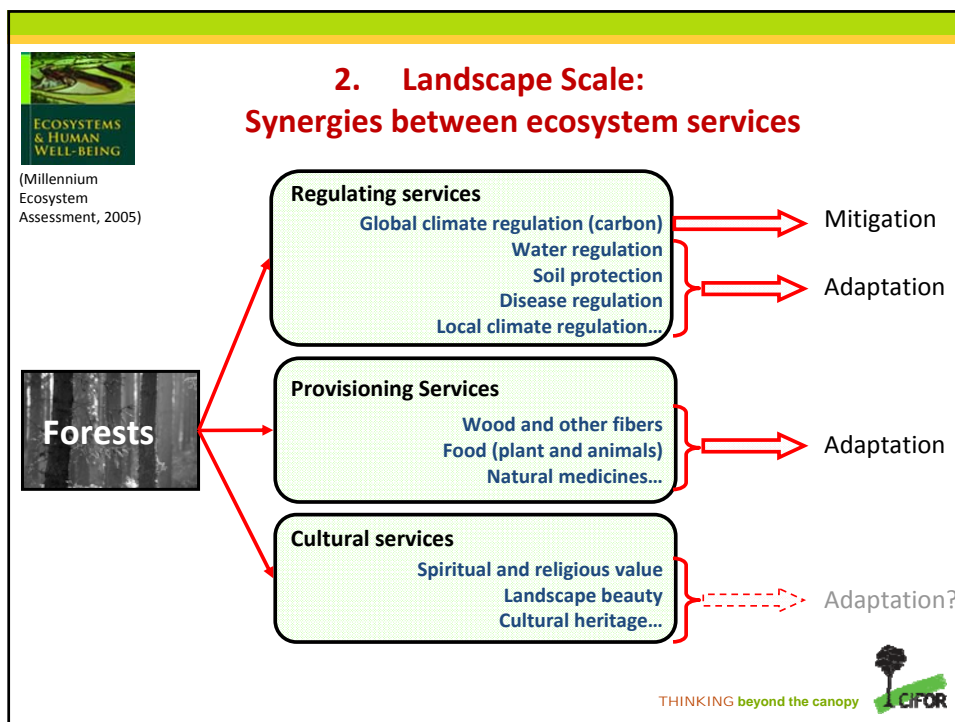 2. Landscape Scale:
Synergies between ecosystem services
ECOSYSTEMS
& HUMAN
WELL-BEING
(Millennium
Ecosystem
Assessment, 2005)
Regulating services
Global climate regulation (carbon)
Water regulation
Soil protection
Disease regulation
Local climate regulation…
Mitigation
Adaptation
Forests
Provisioning Services
Wood and other fibers
Food (plant and animals)
Natural medicines…
Adaptation
Cultural services
Spiritual and religious value
Landscape beauty
Cultural heritage…
Adaptation?
THINKING beyond the canopy
CIFOR